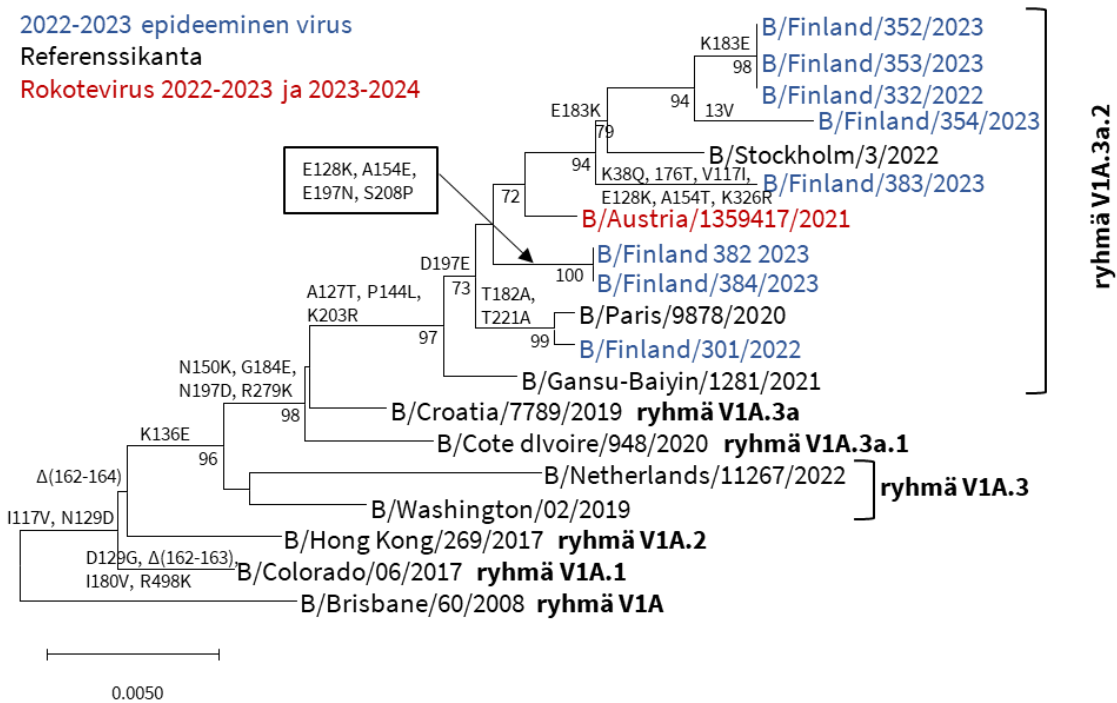 2022-2023 epideeminen virus
Referenssikanta
Rokotevirus 2022-2023 ja 2023-2024
B/Finland/352/2023
K183E
98
B/Finland/353/2023
B/Finland/332/2022
94
13V
B/Finland/354/2023
E183K
79
B/Stockholm/3/2022
94
K38Q, 176T, V117I,
E128K, A154T, K326R
B/Finland/383/2023
E128K, A154E,
E197N, S208P
72
B/Austria/1359417/2021
B/Finland 382 2023
100
B/Finland/384/2023
D197E
73
T182A,
T221A
B/Paris/9878/2020
99
B/Finland/301/2022
A127T, P144L,
K203R
97
B/Gansu-Baiyin/1281/2021
ryhmä V1A.3a.2
N150K, G184E,
N197D, R279K
98
B/Croatia/7789/2019 ryhmä V1A.3a
B/Cote dIvoire/948/2020 ryhmä V1A.3a.1
K136E
96
B/Netherlands/11267/2022
ryhmä V1A.3
B/Washington/02/2019
Δ(162-164)
I117V, N129D
B/Hong Kong/269/2017 ryhmä V1A.2
D129G, Δ(162-163),
I180V, R498K
B/Colorado/06/2017 ryhmä V1A.1
B/Brisbane/60/2008 ryhmä V1A
0.0050